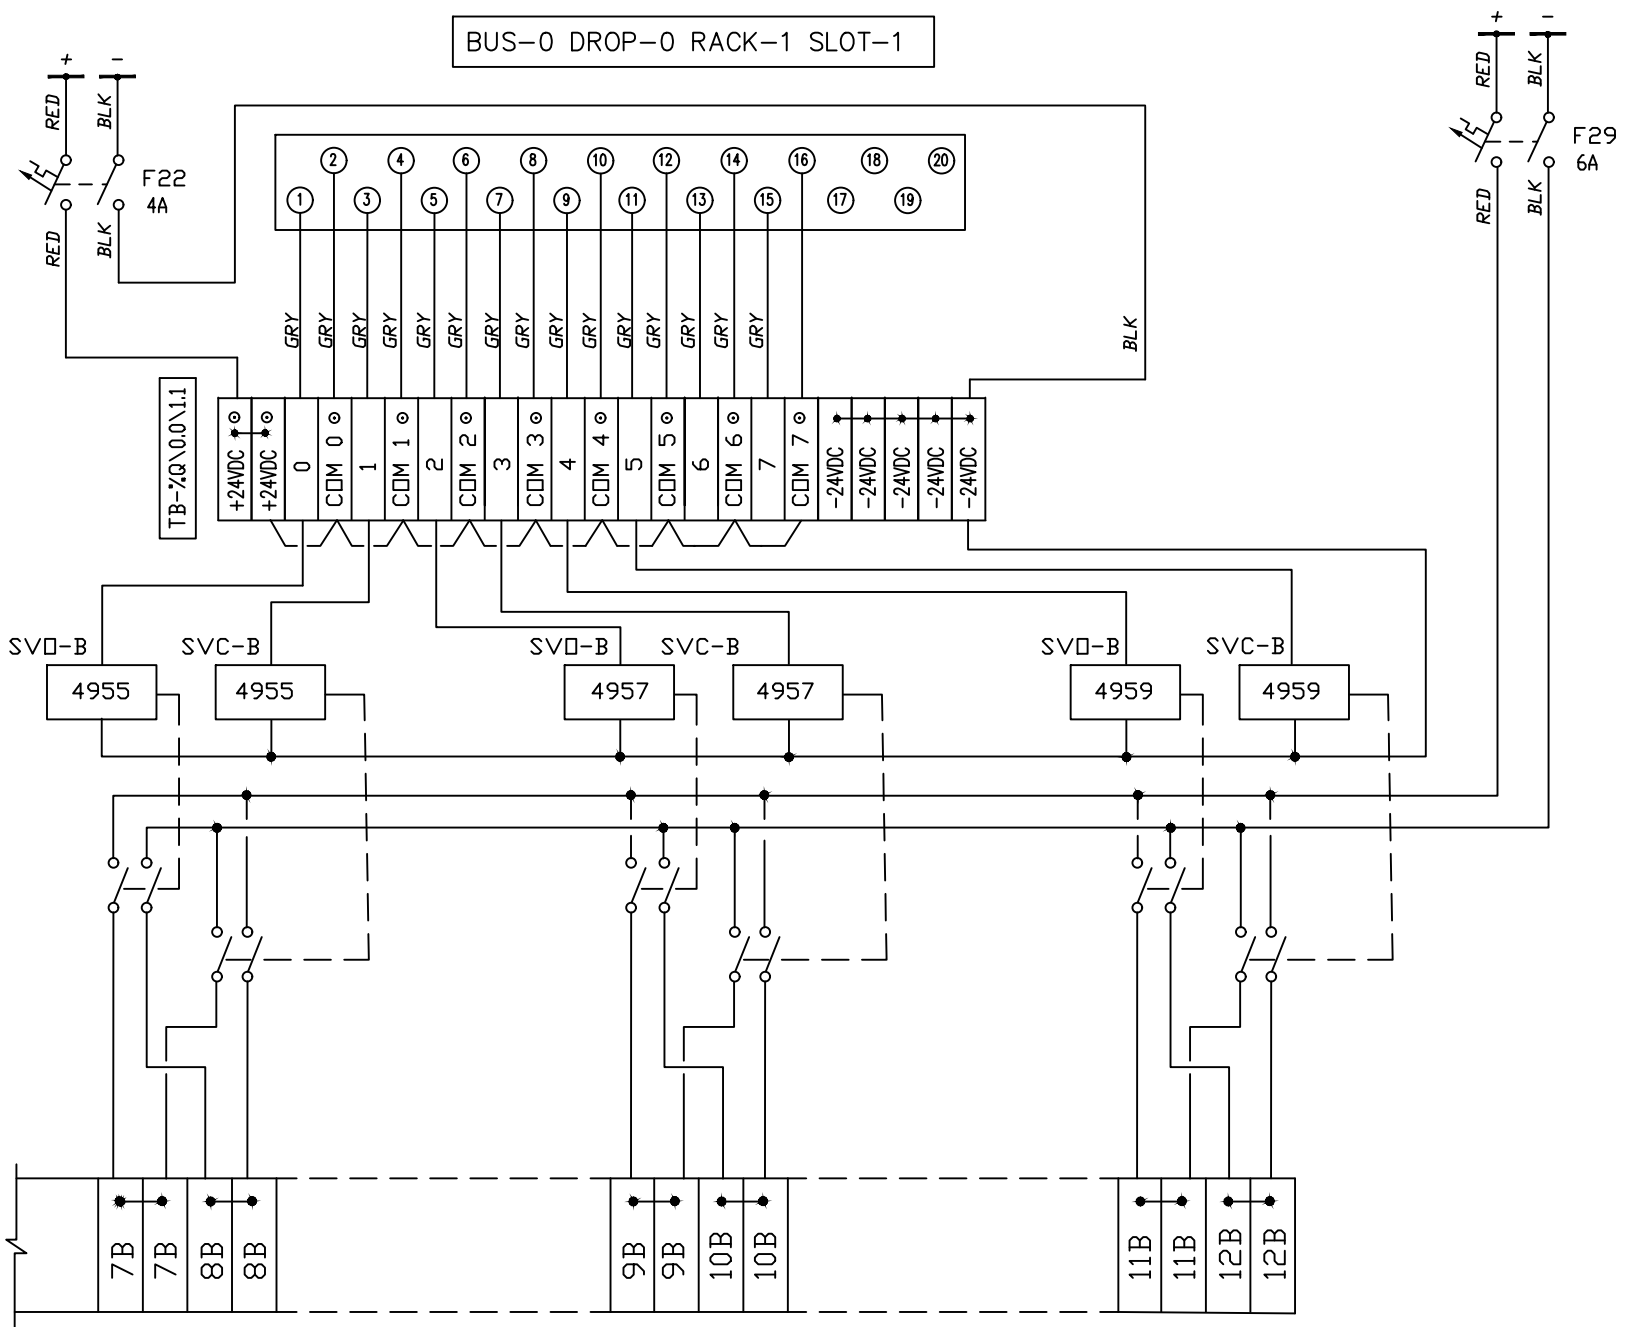 BUS-0 DROP-0 RACK-1 SLOT-1
+ -
+ -
RED BLK
RED BLK
F22
4A
F29
6A
RED BLK
RED BLK
2 4 6 8 10 12 14 16 18 20
1 3 5 7 9 11 13 15 17 19
GRY GRY GRY GRY GRY GRY GRY GRY GRY GRY GRY GRY GRY GRY GRY
BLK
TB-%Q\0.0\1.1
+24VDC
+24VDC
0
COM 0
1
COM 1
2
COM 2
3
COM 3
4
COM 4
5
COM 5
6
COM 6
7
COM 7
-24VDC
-24VDC
-24VDC
-24VDC
-24VDC
SVO-B SVC-B SVO-B SVC-B SVO-B SVC-B
4955 4955 4957 4957 4959 4959
7B 7B 8B 8B 9B 9B 10B 10B 11B 11B 12B 12B